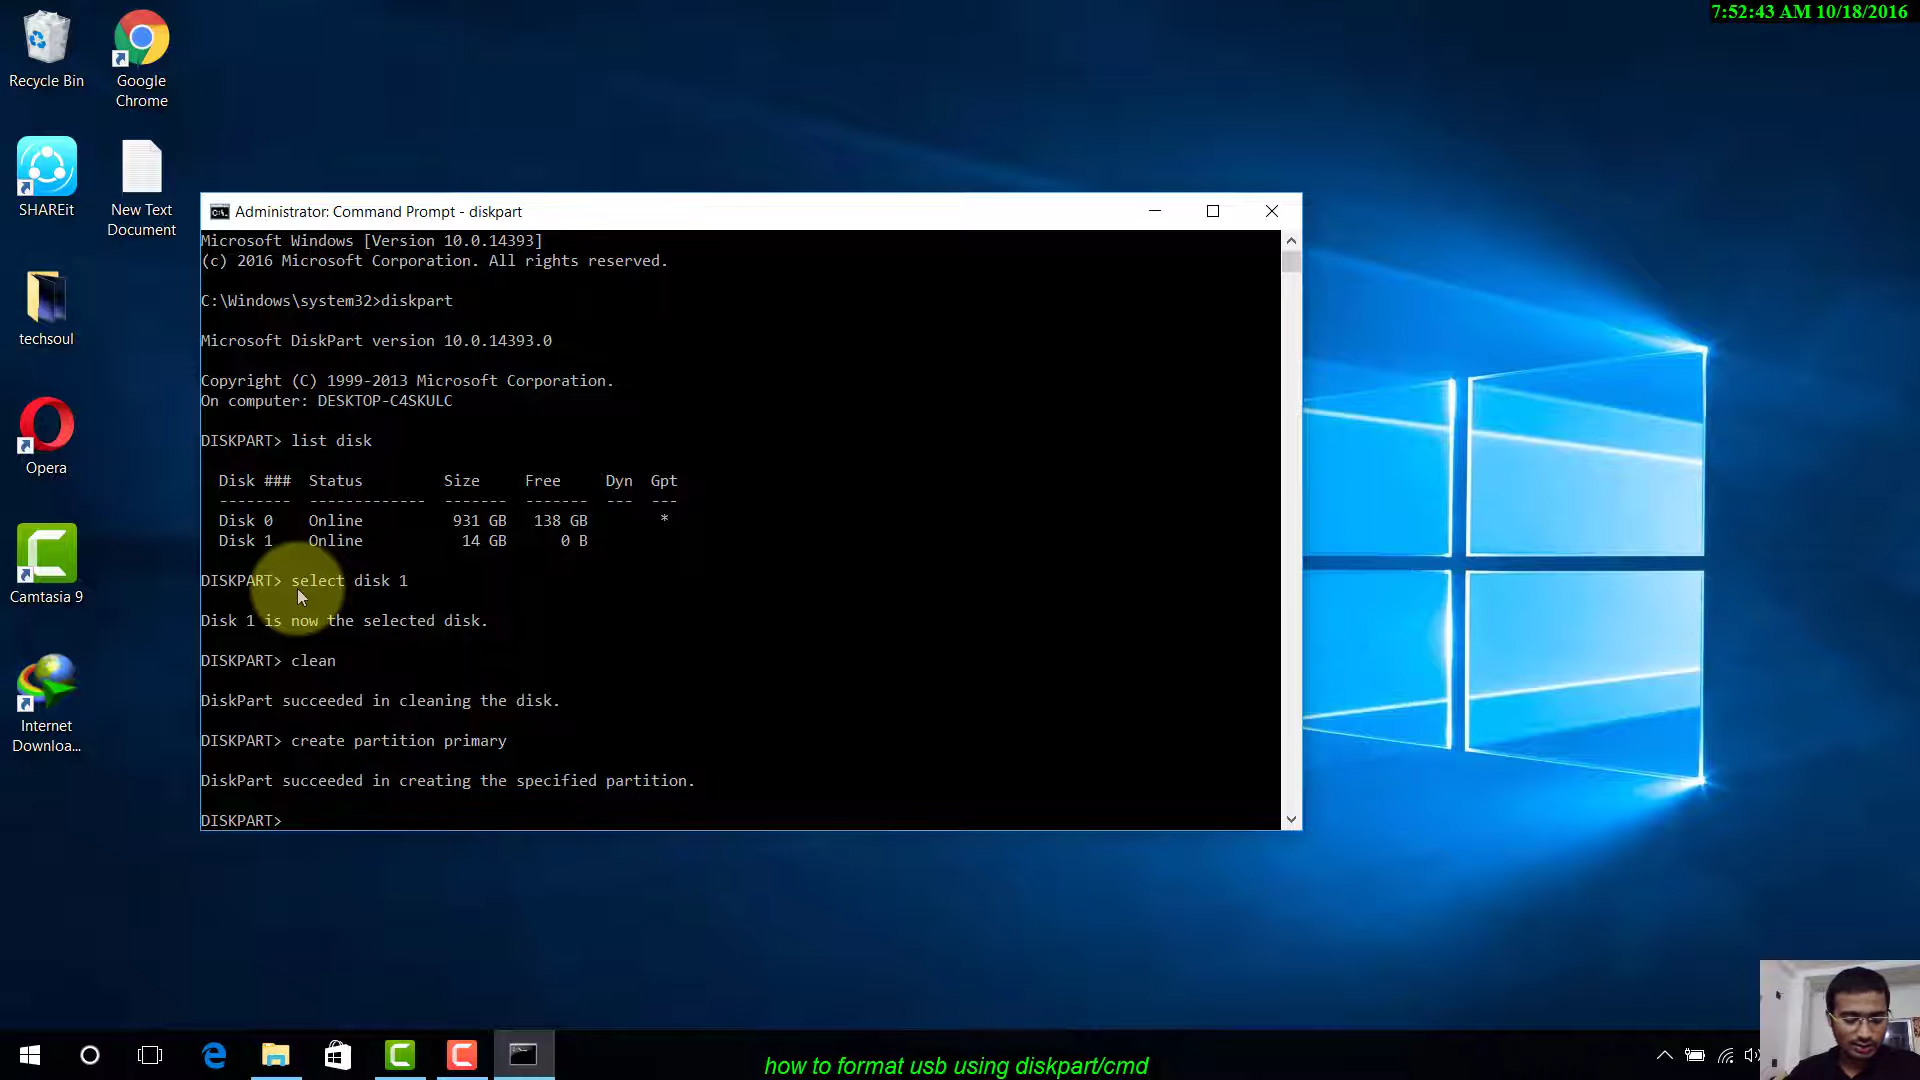 7:52:43 AM 10/18/2016
Recycle Bin
Google
Chrome
SHAREit
New Text
Document
techsoul
Opera
Camtasia 9
Internet
Downloa...
Administrator: Command Prompt - diskpart
Microsoft Windows [Version 10.0.14393]
(c) 2016 Microsoft Corporation. All rights reserved.
C:\Windows\system32>diskpart
Microsoft DiskPart version 10.0.14393.0
Copyright (C) 1999-2013 Microsoft Corporation.
On computer: DESKTOP-C4SKULC
DISKPART> list disk
Disk ### Status Size Free Dyn Gpt
-------- ------------- ------- ------- --- ---
Disk 0 Online 931 GB 138 GB *
Disk 1 Online 14 GB 0 B
DISKPART> select disk 1
Disk 1 is now the selected disk.
DISKPART> clean
DiskPart succeeded in cleaning the disk.
DISKPART> create partition primary
DiskPart succeeded in creating the specified partition.
DISKPART>
how to format usb using diskpart/cmd